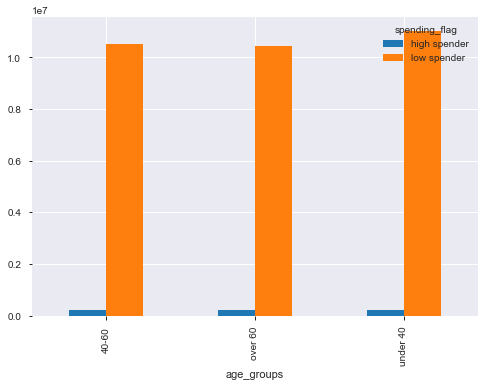 1e7
spending_flag
high spender
low spender
1.0
0.8
0.6
0.4
0.2
0.0
40-60
over 60
under 40
age_groups